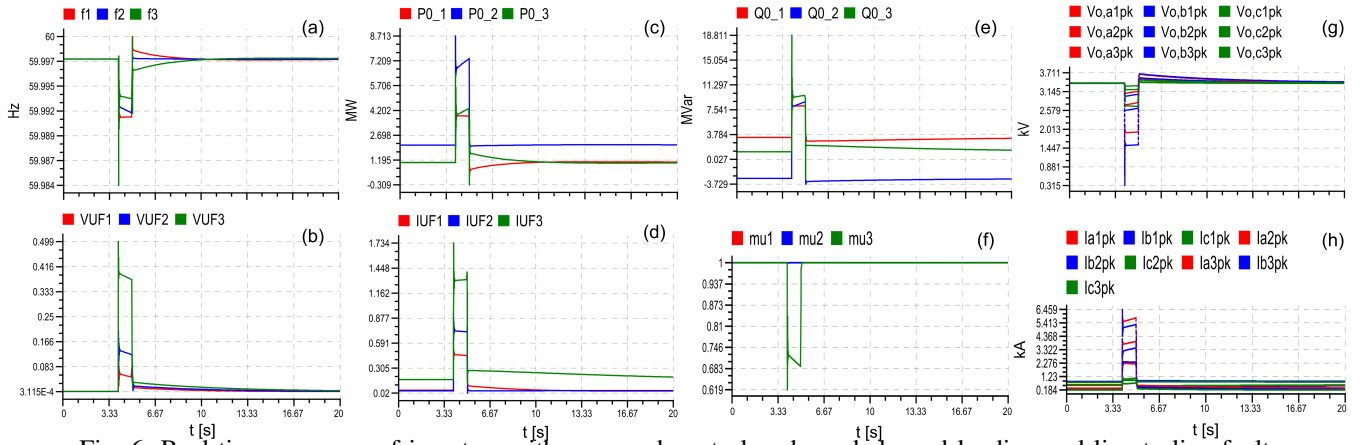 f1 f2 f3
(a)
60
59.997
59.995
59.992
59.989
59.987
59.984
Hz
P0_1 P0_2 P0_3
(c)
8.713
7.209
5.706
4.202
2.698
1.195
-0.309
MW
Q0_1 Q0_2 Q0_3
(e)
18.811
15.054
11.297
7.541
3.784
0.027
-3.729
MVar
Vo,a1pk Vo,b1pk Vo,c1pk
Vo,a2pk Vo,b2pk Vo,c2pk
Vo,a3pk Vo,b3pk Vo,c3pk
(g)
3.711
3.145
2.579
2.013
1.447
0.881
0.315
kV
VUF1 VUF2 VUF3
(b)
0.499
0.416
0.333
0.25
0.166
0.083
3.115E-4
0 3.33 6.67 10 13.33 16.67 20
t [s]
IUF1 IUF2 IUF3
(d)
1.734
1.448
1.162
0.877
0.591
0.305
0.02
0 3.33 6.67 10 13.33 16.67 20
t [s]
mu1 mu2 mu3
(f)
1
0.937
0.873
0.81
0.746
0.683
0.619
0 3.33 6.67 10 13.33 16.67 20
t [s]
Ia1pk Ib1pk Ic1pk Ia2pk
Ib2pk Ic2pk Ia3pk Ib3pk
Ic3pk
(h)
6.459
5.413
4.368
3.322
2.276
1.23
0.184
kA
0 3.33 6.67 10 13.33 16.67 20
t [s]